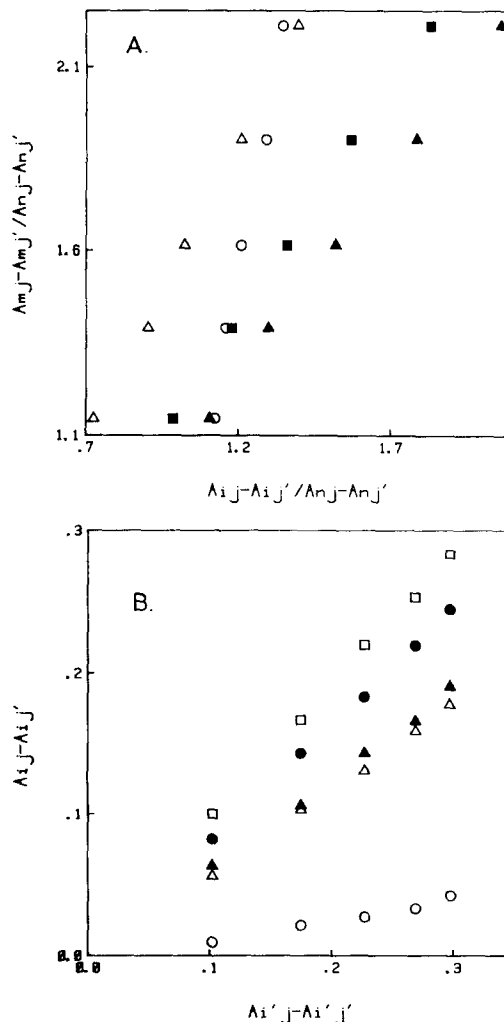 A.
2.1
1.6
1.1
Amj-Amj'/Anj-Anj'
.7
1.2
1.7
Aij-Aij'/Anj-Anj'
B.
.3
.2
.1
0.0
Aij-Aij'
0.0
.1
.2
.3
Ai'j-Ai'j'